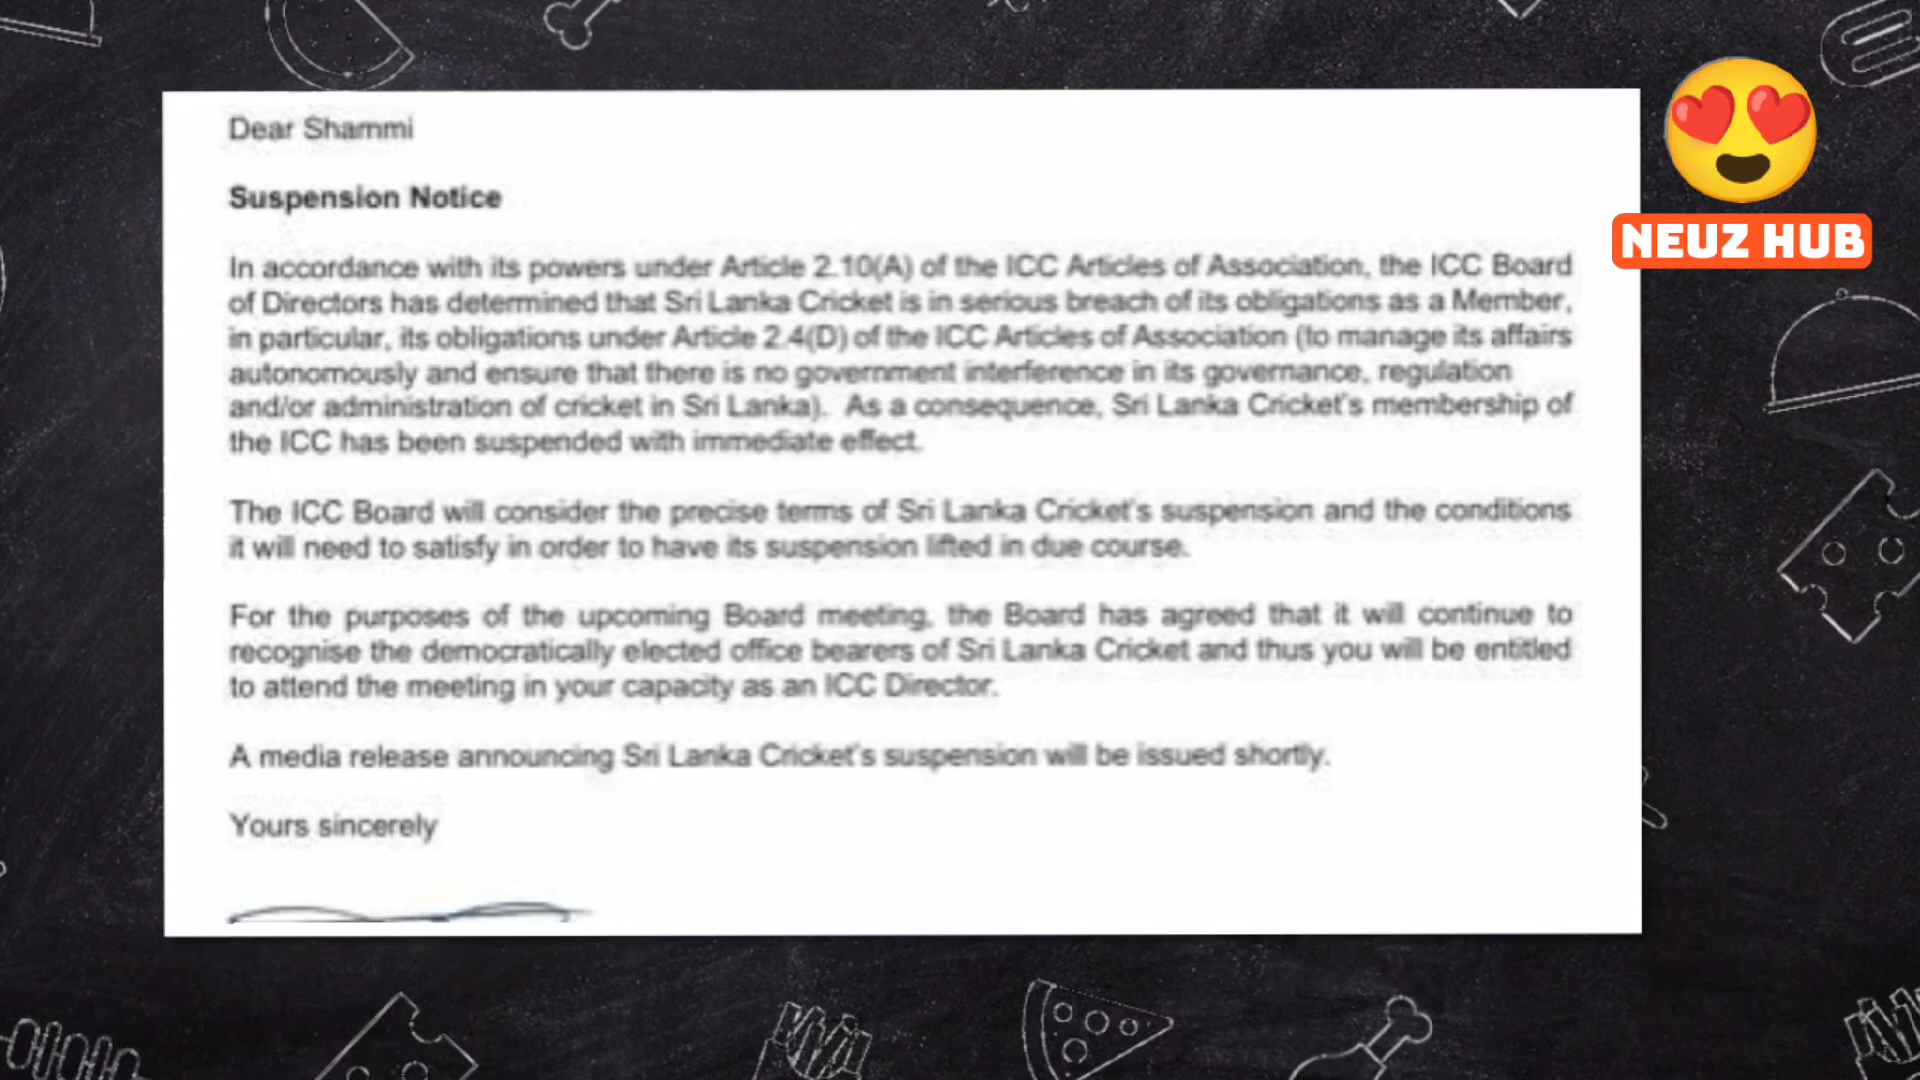 Dear Shammi
Suspension Notice
In accordance with its powers under Article 2.10(A) of the ICC Articles of Association, the ICC Board
of Directors has determined that Sri Lanka Cricket is in serious breach of its obligations as a Member,
in particular, its obligations under Article 2.4(D) of the ICC Articles of Association (to manage its affairs
autonomously and ensure that there is no government interference in its governance, regulation
and/or administration of cricket in Sri Lanka). As a consequence, Sri Lanka Cricket's membership of
the ICC has been suspended with immediate effect.
The ICC Board will consider the precise terms of Sri Lanka Cricket's suspension and the conditions
it will need to satisfy in order to have its suspension lifted in due course.
For the purposes of the upcoming Board meeting, the Board has agreed that it will continue to
recognise the democratically elected office bearers of Sri Lanka Cricket and thus you will be entitled
to attend the meeting in your capacity as an ICC Director.
A media release announcing Sri Lanka Cricket's suspension will be issued shortly.
Yours sincerely
NEUZ HUB